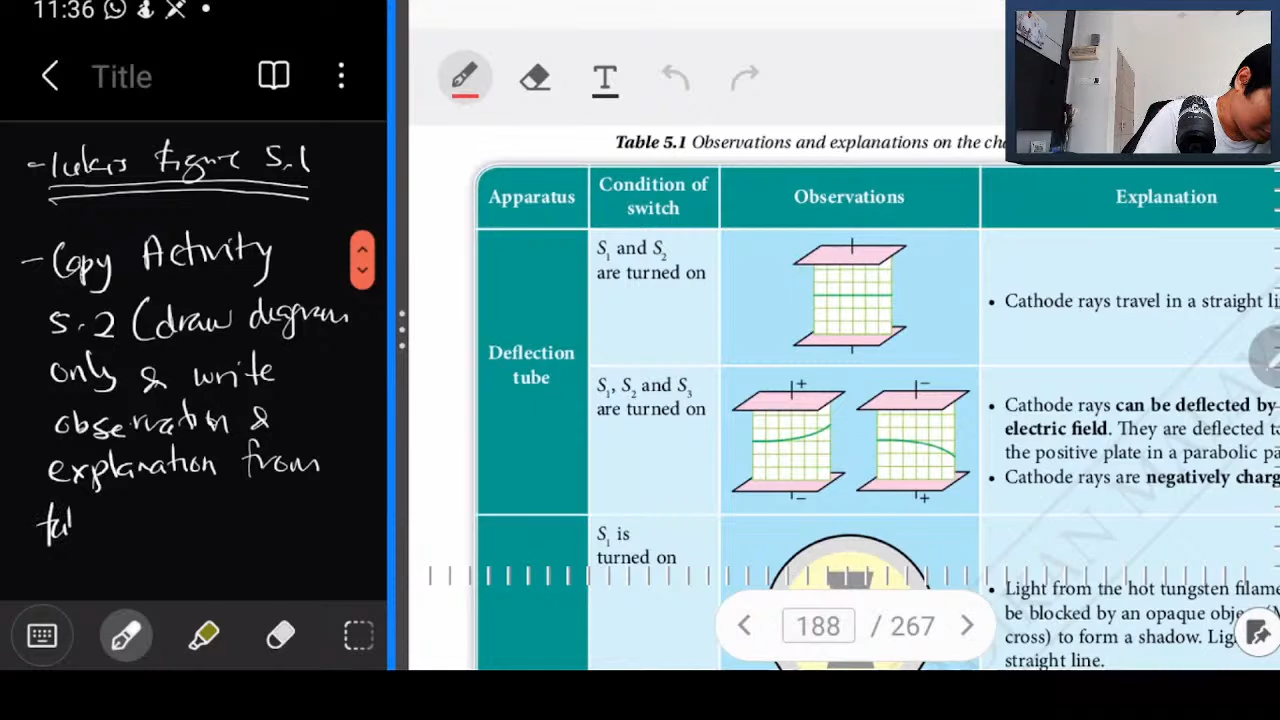 11:36
Title
- lukis figure 5.1
- Copy Activity
5.2 (draw diagram
only & write
observation &
explanation from
Table 5.1 Observations and explanations on the cha
Apparatus
Condition of
switch
Observations
Explanation
Deflection
tube
S1 and S2
are turned on
• Cathode rays travel in a straight li
S1, S2 and S3
are turned on
+
−
−
+
• Cathode rays can be deflected by
electric field. They are deflected to
the positive plate in a parabolic pa
• Cathode rays are negatively charg
S1 is
turned on
• Light from the hot tungsten filame
be blocked by an opaque obje
cross) to form a shadow. Lig
straight line.
188 / 267